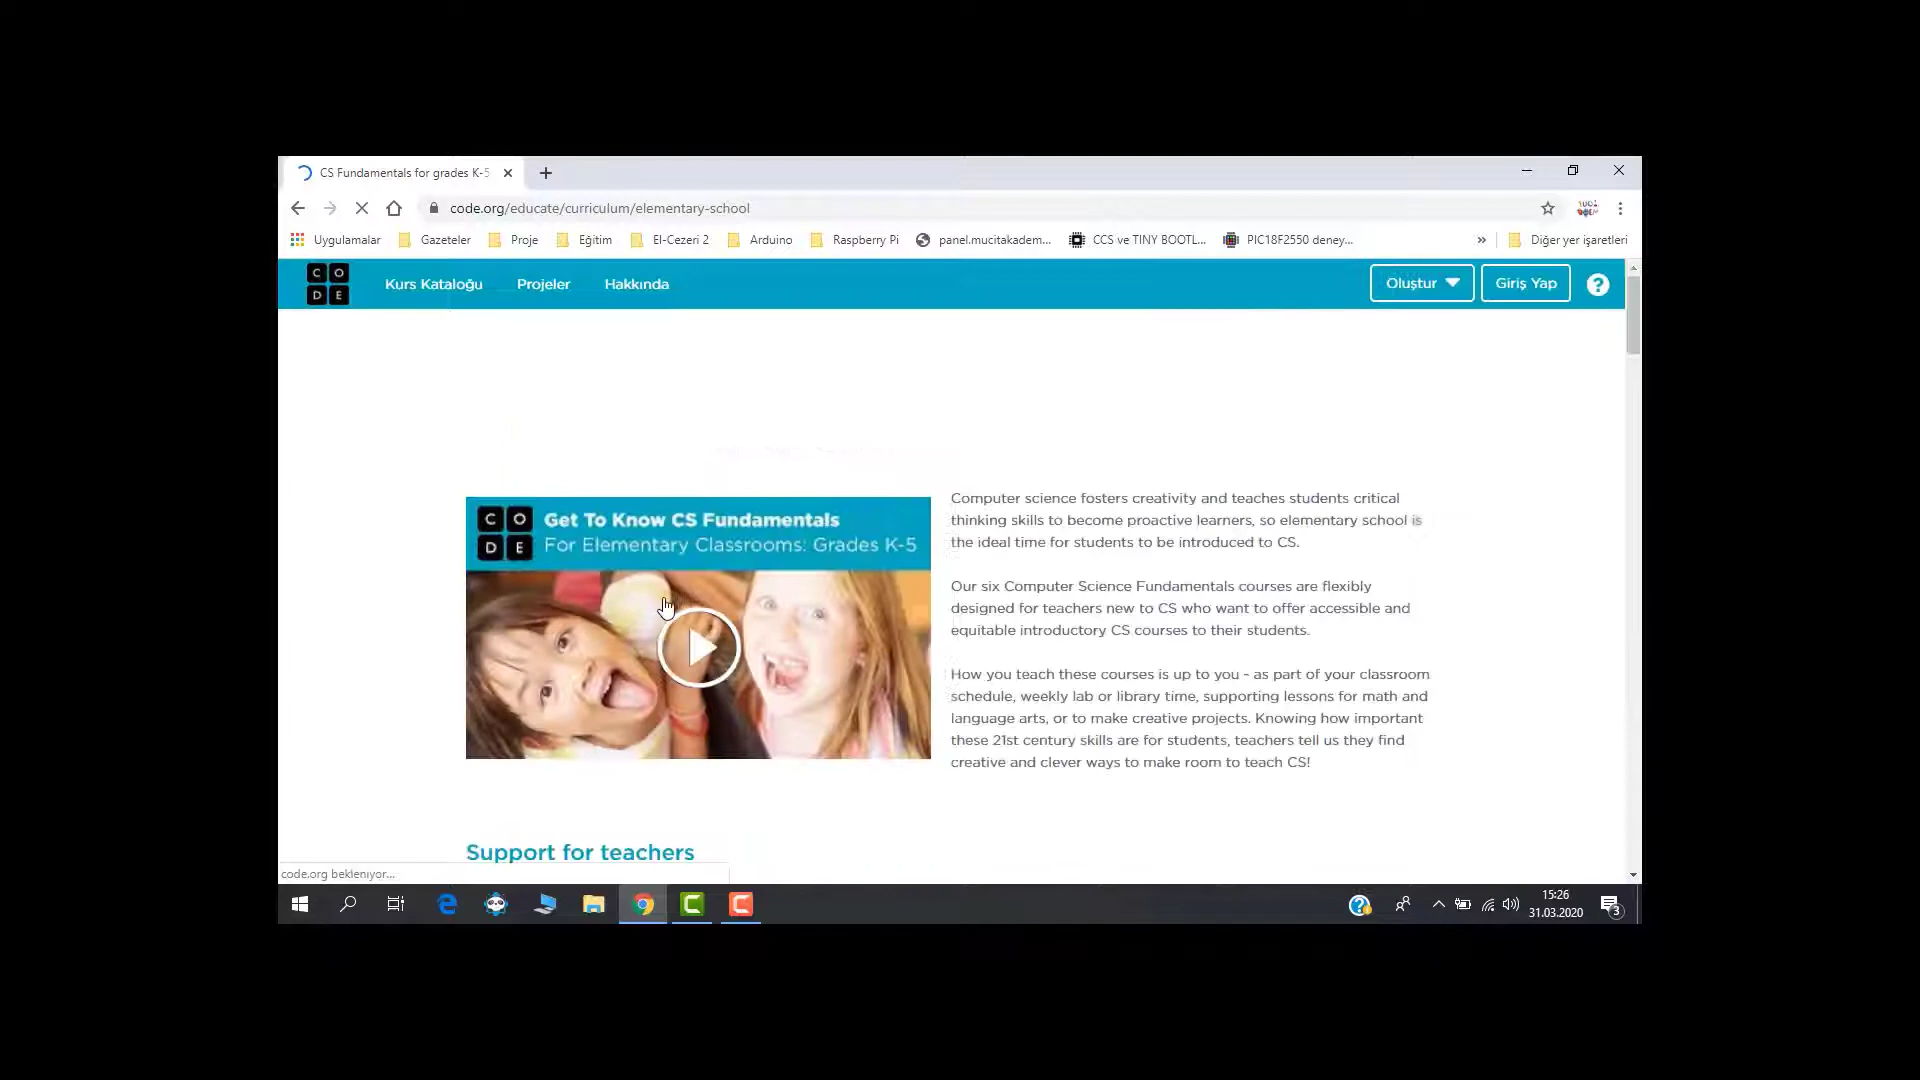 CS Fundamentals for grades K-5
code.org/educate/curriculum/elementary-school
Uygulamalar Gazeteler Proje Eğitim El-Cezeri 2 Arduino Raspberry Pi panel.mucitakadem... CCS ve TINY BOOTL... PIC18F2550 deney... » Diğer yer işaretleri
C O
D E
Kurs Kataloğu Projeler Hakkında Oluştur Giriş Yap ?
C O
D E
Get To Know CS Fundamentals
For Elementary Classrooms: Grades K-5
Computer science fosters creativity and teaches students critical
thinking skills to become proactive learners, so elementary school is
the ideal time for students to be introduced to CS.
Our six Computer Science Fundamentals courses are flexibly
designed for teachers new to CS who want to offer accessible and
equitable introductory CS courses to their students.
How you teach these courses is up to you - as part of your classroom
schedule, weekly lab or library time, supporting lessons for math and
language arts, or to make creative projects. Knowing how important
these 21st century skills are for students, teachers tell us they find
creative and clever ways to make room to teach CS!
Support for teachers
code.org bekleniyor...
15:26
31.03.2020
3